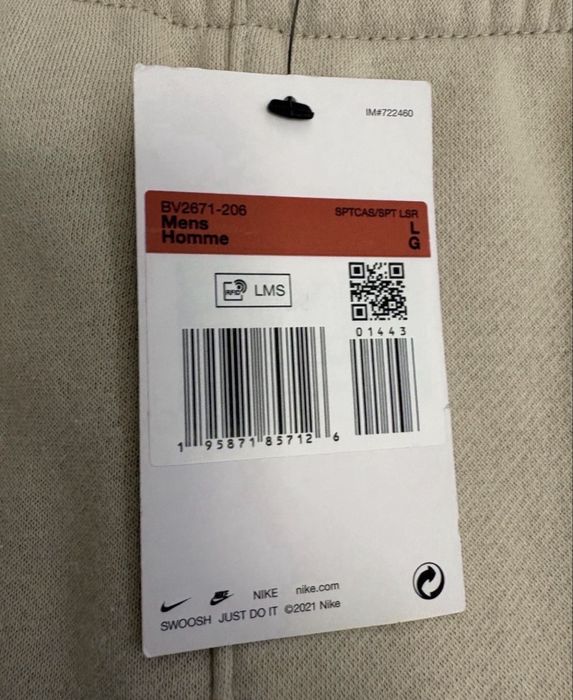 IM#722460
BV2671-206 SPTCAS/SPT LSR
Mens L
Homme G
RFID LMS
01443
1 95871 85712 6
NIKE nike.com
SWOOSH JUST DO IT ©2021 Nike